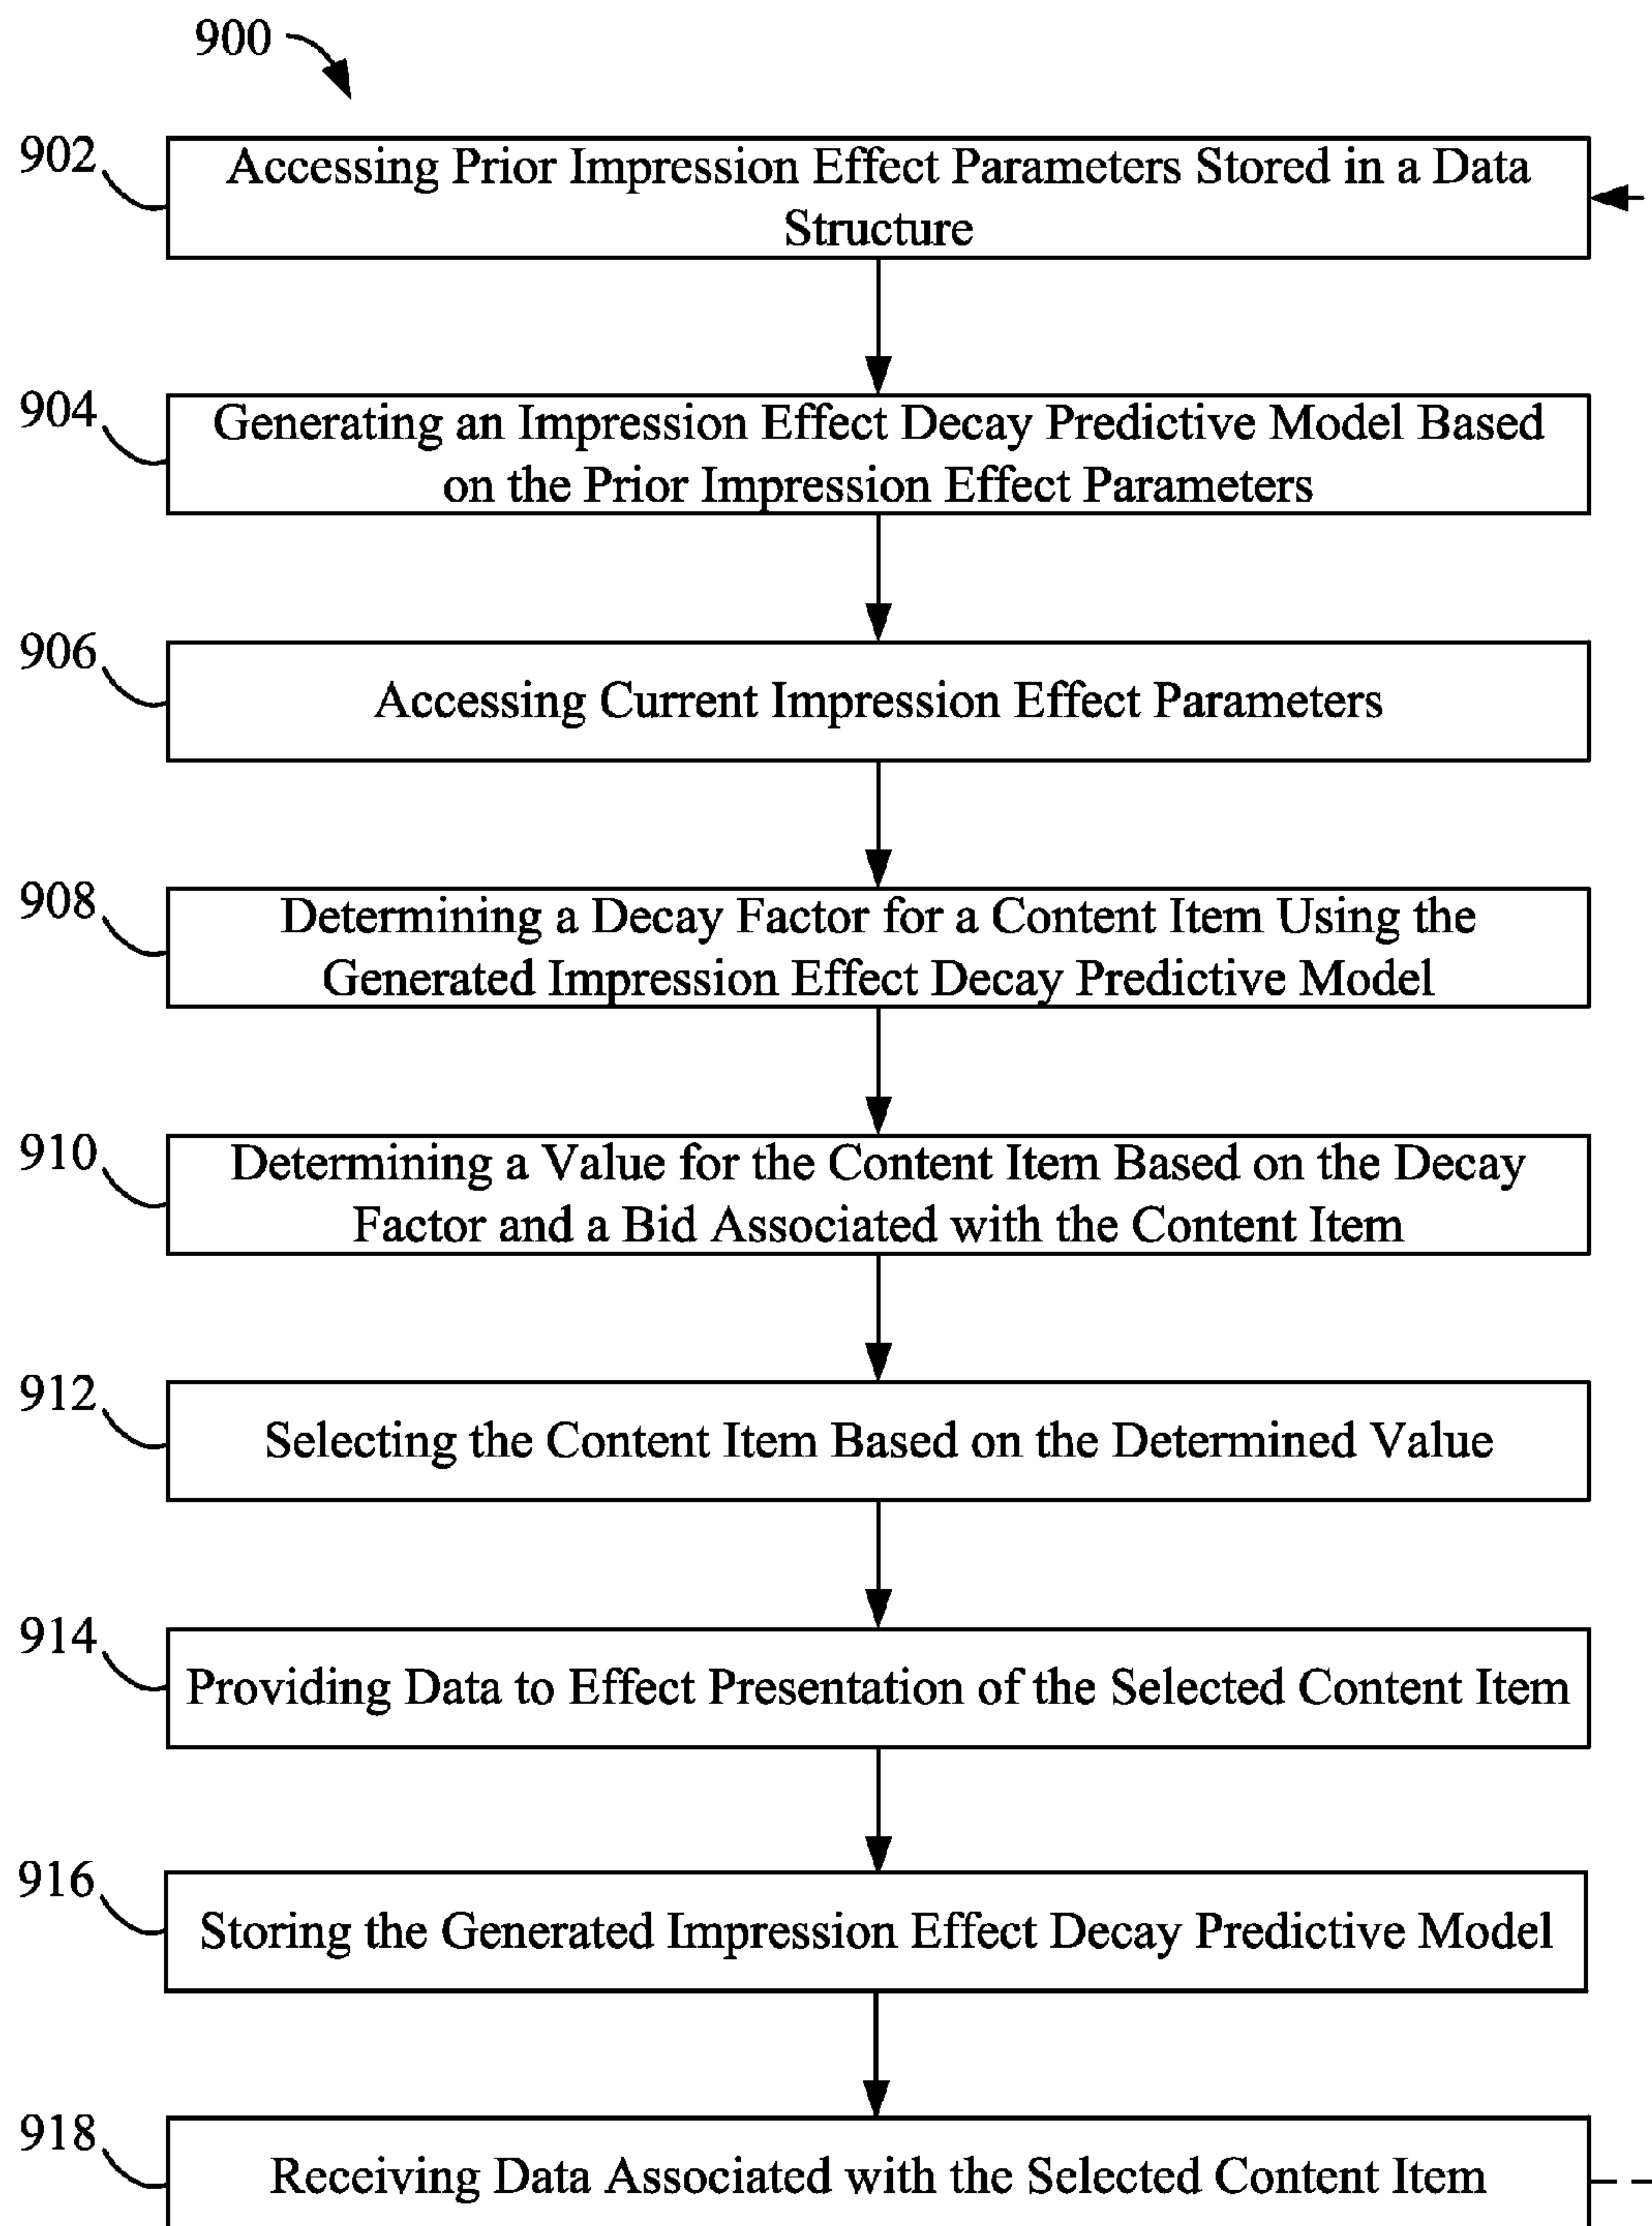 900
902
Accessing Prior Impression Effect Parameters Stored in a Data
Structure
904
Generating an Impression Effect Decay Predictive Model Based
on the Prior Impression Effect Parameters
906
Accessing Current Impression Effect Parameters
908
Determining a Decay Factor for a Content Item Using the
Generated Impression Effect Decay Predictive Model
910
Determining a Value for the Content Item Based on the Decay
Factor and a Bid Associated with the Content Item
912
Selecting the Content Item Based on the Determined Value
914
Providing Data to Effect Presentation of the Selected Content Item
916
Storing the Generated Impression Effect Decay Predictive Model
918
Receiving Data Associated with the Selected Content Item